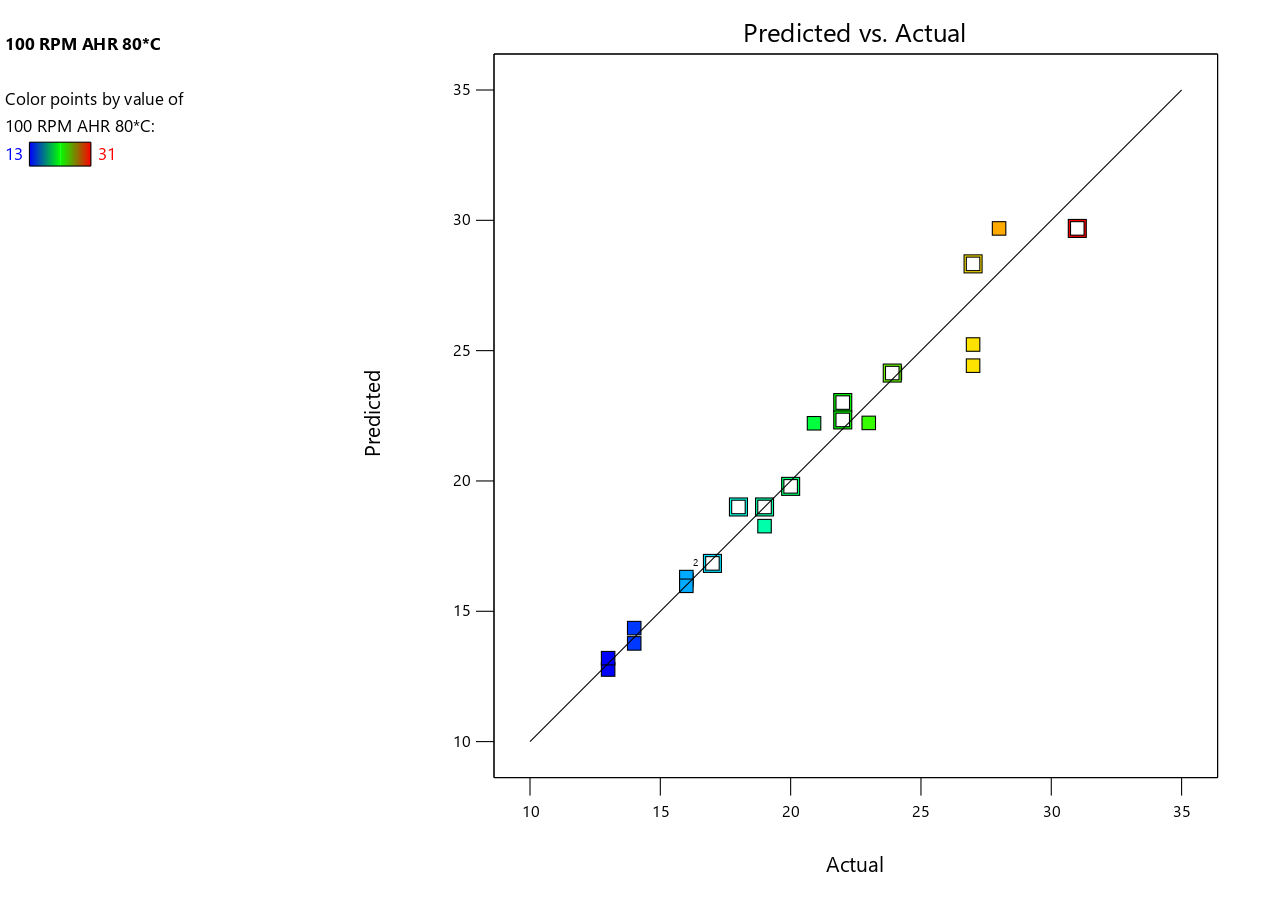 100 RPM AHR 80*C
Color points by value of
100 RPM AHR 80*C:
13 31
Predicted vs. Actual
35
30
25
20
15
10
Predicted
2
10 15 20 25 30 35
Actual